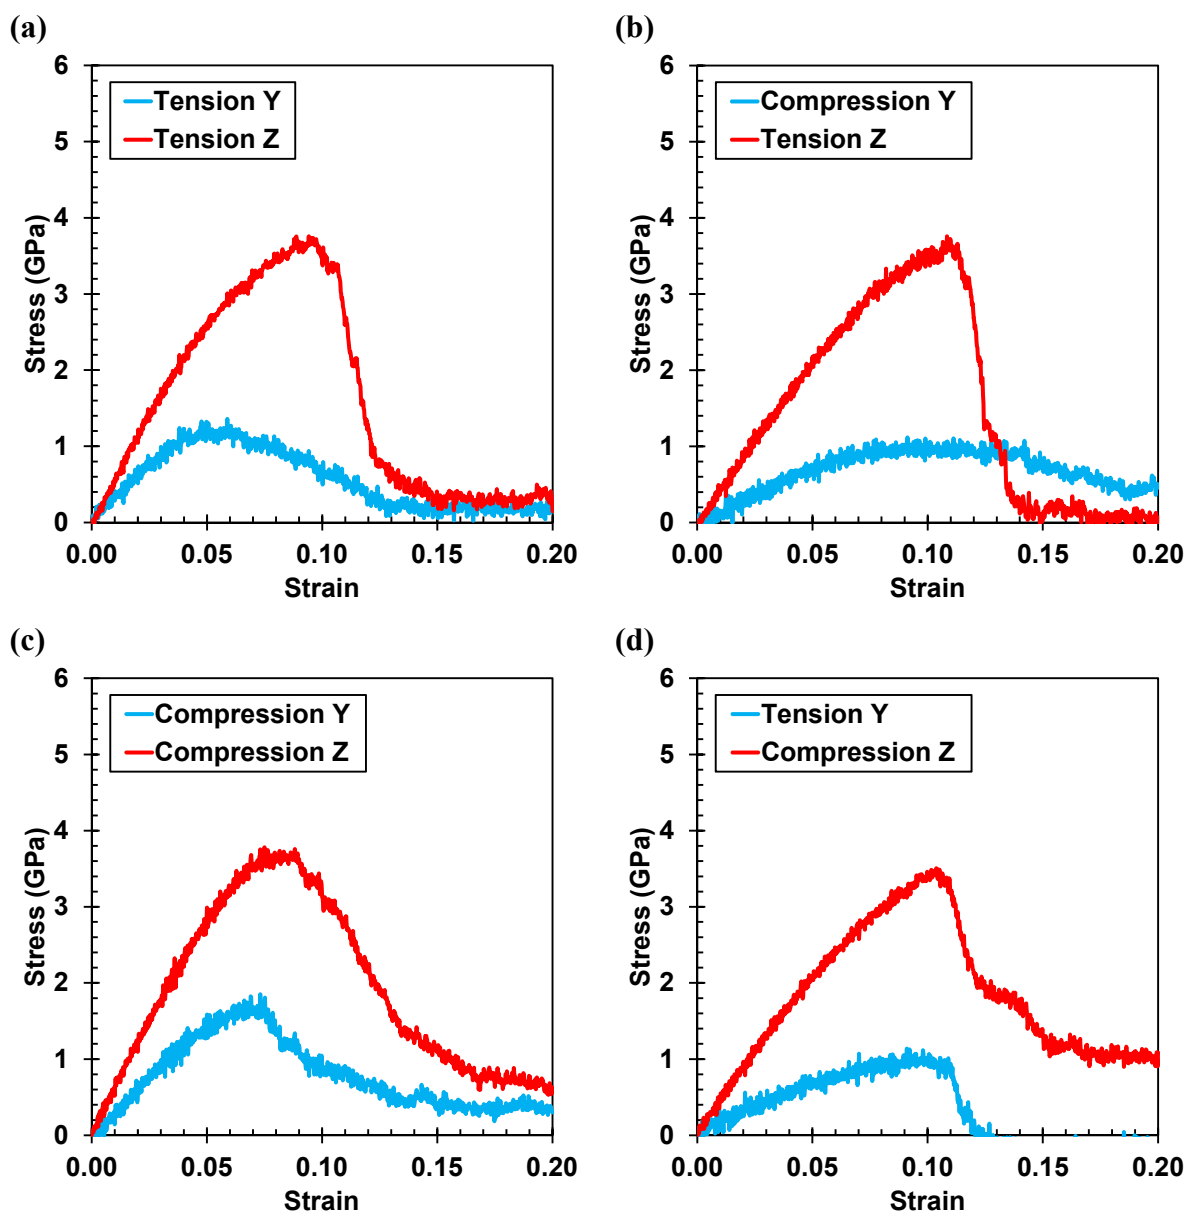 (a)
(b)
6
5
4
3
2
1
0
Stress (GPa)
Tension Y
Tension Z
0.00 0.05 0.10 0.15 0.20
Strain
6
5
4
3
2
1
0
Stress (GPa)
Compression Y
Tension Z
0.00 0.05 0.10 0.15 0.20
Strain
(c)
(d)
6
5
4
3
2
1
0
Stress (GPa)
Compression Y
Compression Z
0.00 0.05 0.10 0.15 0.20
Strain
6
5
4
3
2
1
0
Stress (GPa)
Tension Y
Compression Z
0.00 0.05 0.10 0.15 0.20
Strain